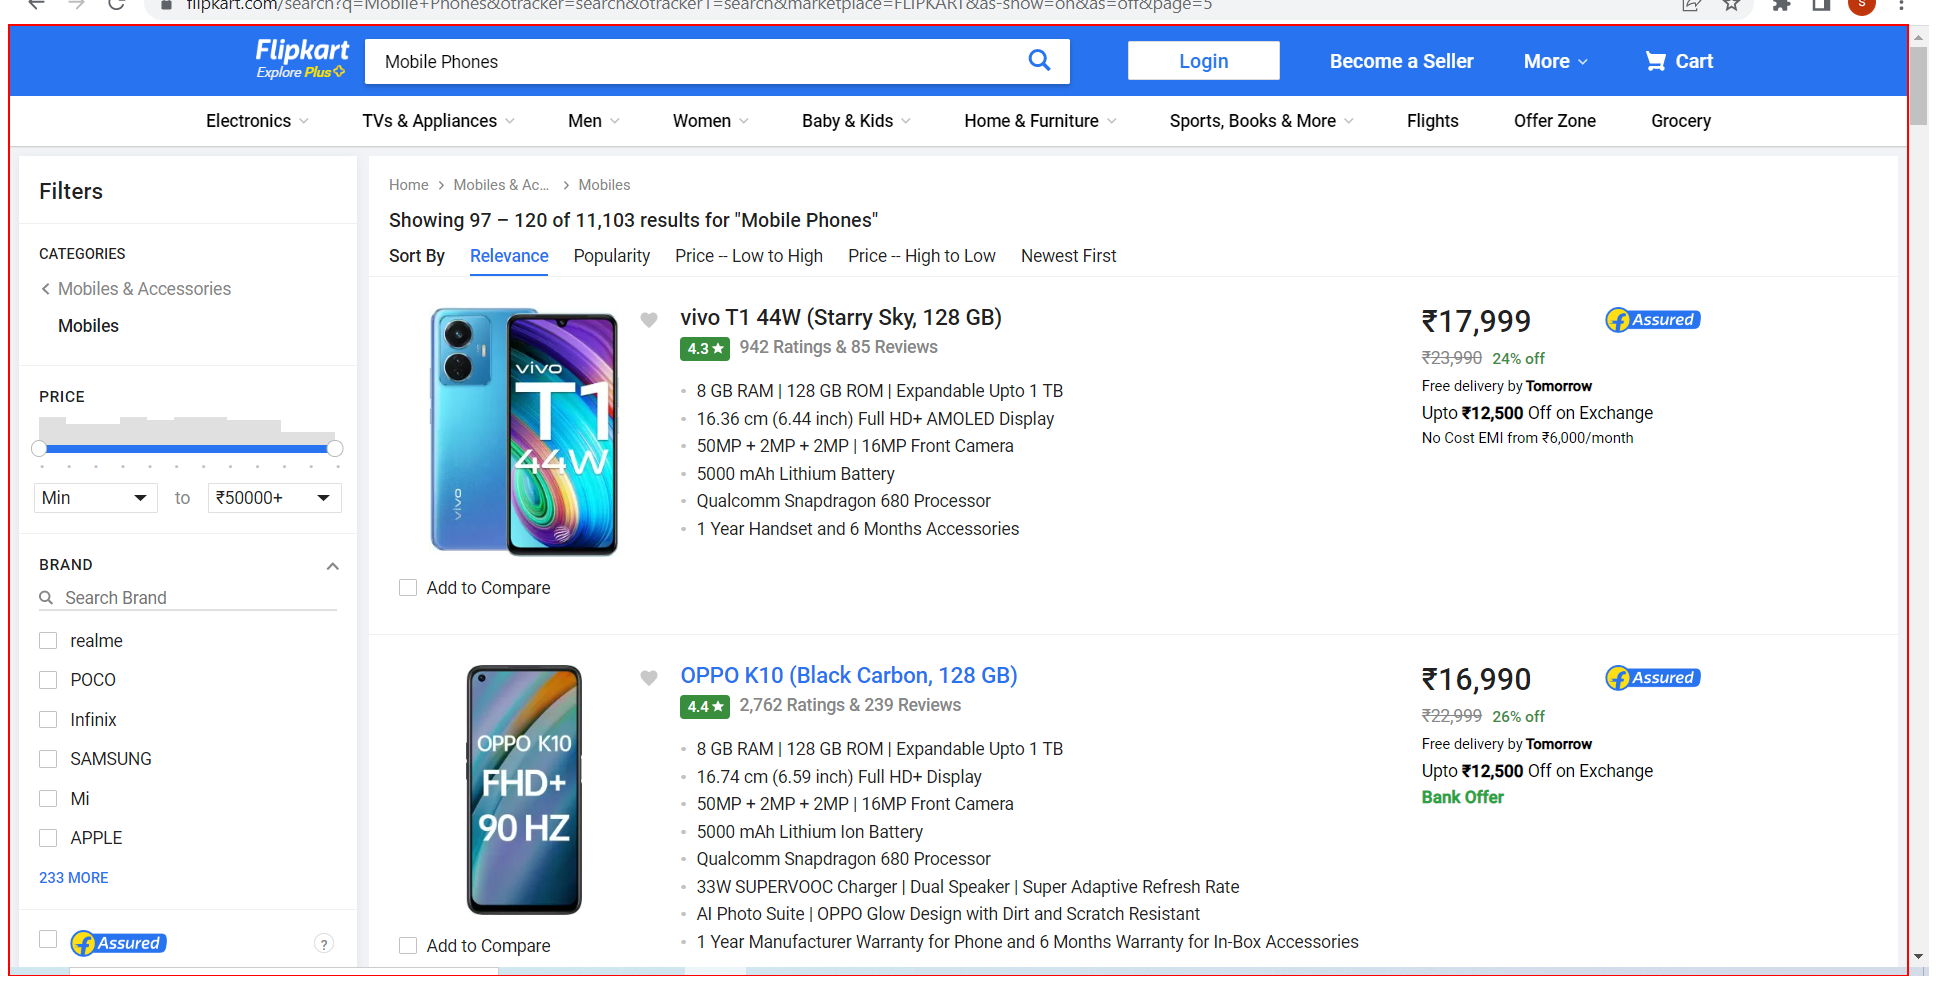 flipkart.com/search?q=Mobile+Phones&otracker=search&otracker1=search&marketplace=FLIPKART&as-show=on&as=off&page=5
S
Flipkart
Explore Plus
Mobile Phones
Login
Become a Seller
More
Cart
Electronics
TVs & Appliances
Men
Women
Baby & Kids
Home & Furniture
Sports, Books & More
Flights
Offer Zone
Grocery
Filters
CATEGORIES
Mobiles & Accessories
Mobiles
PRICE
Min
to
₹50000+
BRAND
Search Brand
realme
POCO
Infinix
SAMSUNG
Mi
APPLE
233 MORE
f Assured
?
Home > Mobiles & Ac... > Mobiles
Showing 97 – 120 of 11,103 results for "Mobile Phones"
Sort By Relevance Popularity Price -- Low to High Price -- High to Low Newest First
vivo
T1
44W
vivo
Add to Compare
vivo T1 44W (Starry Sky, 128 GB)
4.3★ 942 Ratings & 85 Reviews
8 GB RAM | 128 GB ROM | Expandable Upto 1 TB
16.36 cm (6.44 inch) Full HD+ AMOLED Display
50MP + 2MP + 2MP | 16MP Front Camera
5000 mAh Lithium Battery
Qualcomm Snapdragon 680 Processor
1 Year Handset and 6 Months Accessories
₹17,999
f Assured
₹23,990 24% off
Free delivery by Tomorrow
Upto ₹12,500 Off on Exchange
No Cost EMI from ₹6,000/month
OPPO K10
FHD+
90 HZ
Add to Compare
OPPO K10 (Black Carbon, 128 GB)
4.4★ 2,762 Ratings & 239 Reviews
8 GB RAM | 128 GB ROM | Expandable Upto 1 TB
16.74 cm (6.59 inch) Full HD+ Display
50MP + 2MP + 2MP | 16MP Front Camera
5000 mAh Lithium Ion Battery
Qualcomm Snapdragon 680 Processor
33W SUPERVOOC Charger | Dual Speaker | Super Adaptive Refresh Rate
AI Photo Suite | OPPO Glow Design with Dirt and Scratch Resistant
1 Year Manufacturer Warranty for Phone and 6 Months Warranty for In-Box Accessories
₹16,990
f Assured
₹22,999 26% off
Free delivery by Tomorrow
Upto ₹12,500 Off on Exchange
Bank Offer